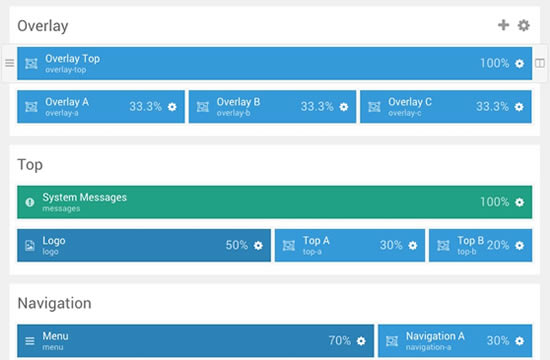 Overlay
Overlay Top 100%
overlay-top
Overlay A 33.3% Overlay B 33.3% Overlay C 33.3%
overlay-a overlay-b overlay-c
Top
System Messages 100%
messages
Logo 50% Top A 30% Top B 20%
logo top-a top-b
Navigation
Menu 70% Navigation A 30%
menu navigation-a